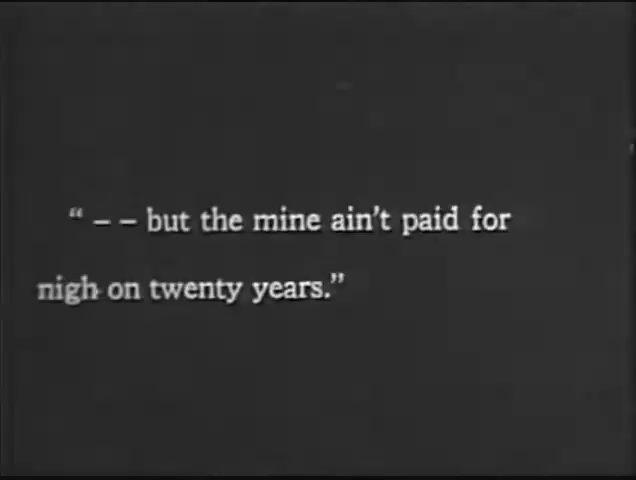 “ – – but the mine ain’t paid for
nigh on twenty years.”